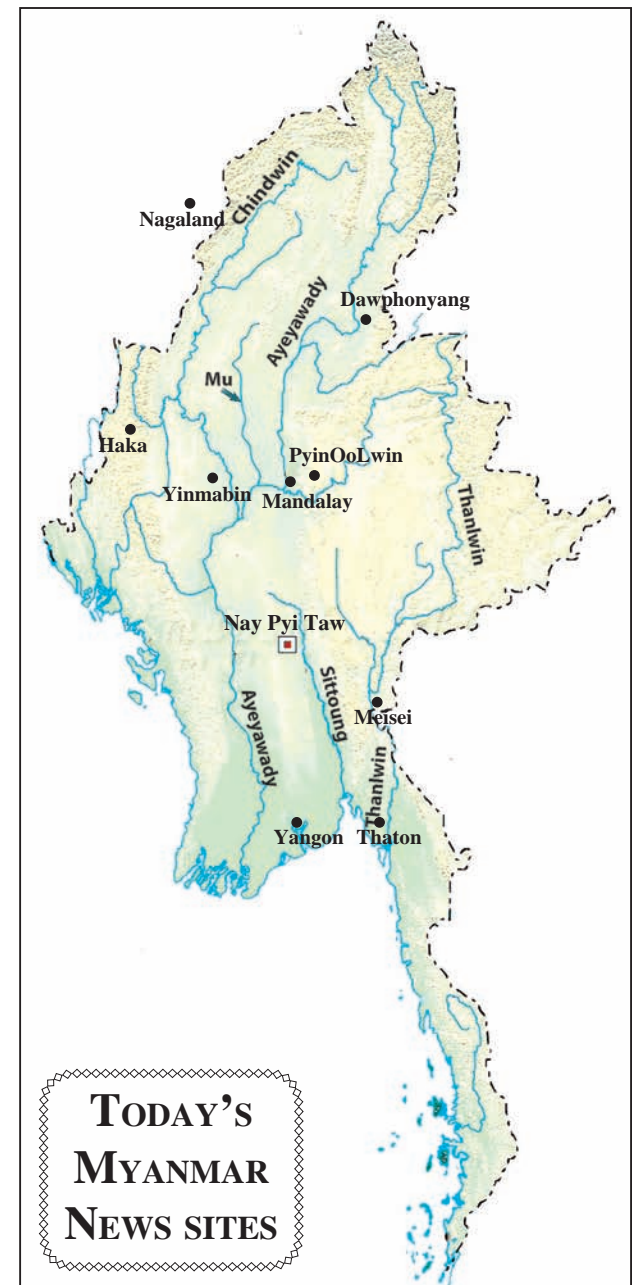 Chindwin
Nagaland
Dawphonyang
Ayeyawady
Mu
Haka
PyinOoLwin
Yinmabin
Mandalay
Thanlwin
Nay Pyi Taw
Sittoung
Ayeyawady
Meisei
Thanlwin
Yangon
Thaton
TODAY'S
MYANMAR
NEWS SITES